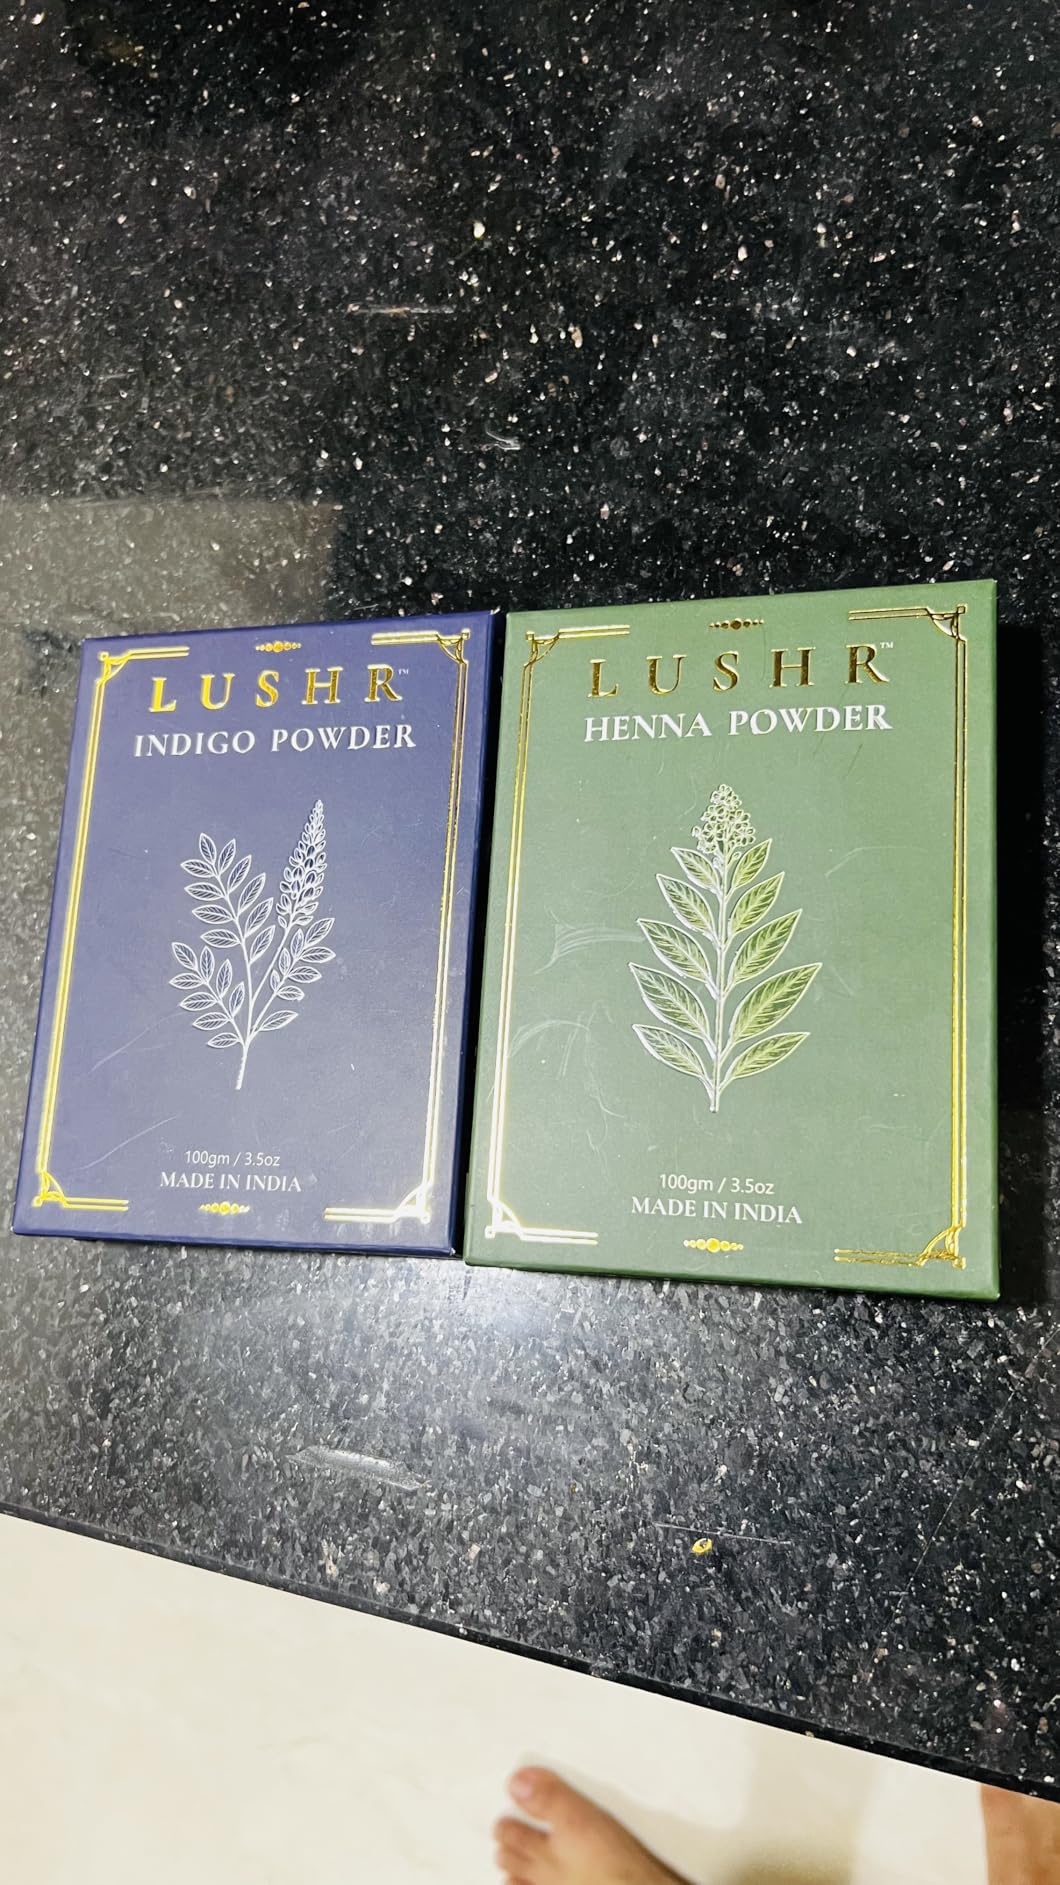 LUSHR™
INDIGO POWDER
100gm / 3.5oz
MADE IN INDIA
LUSHR™
HENNA POWDER
100gm / 3.5oz
MADE IN INDIA